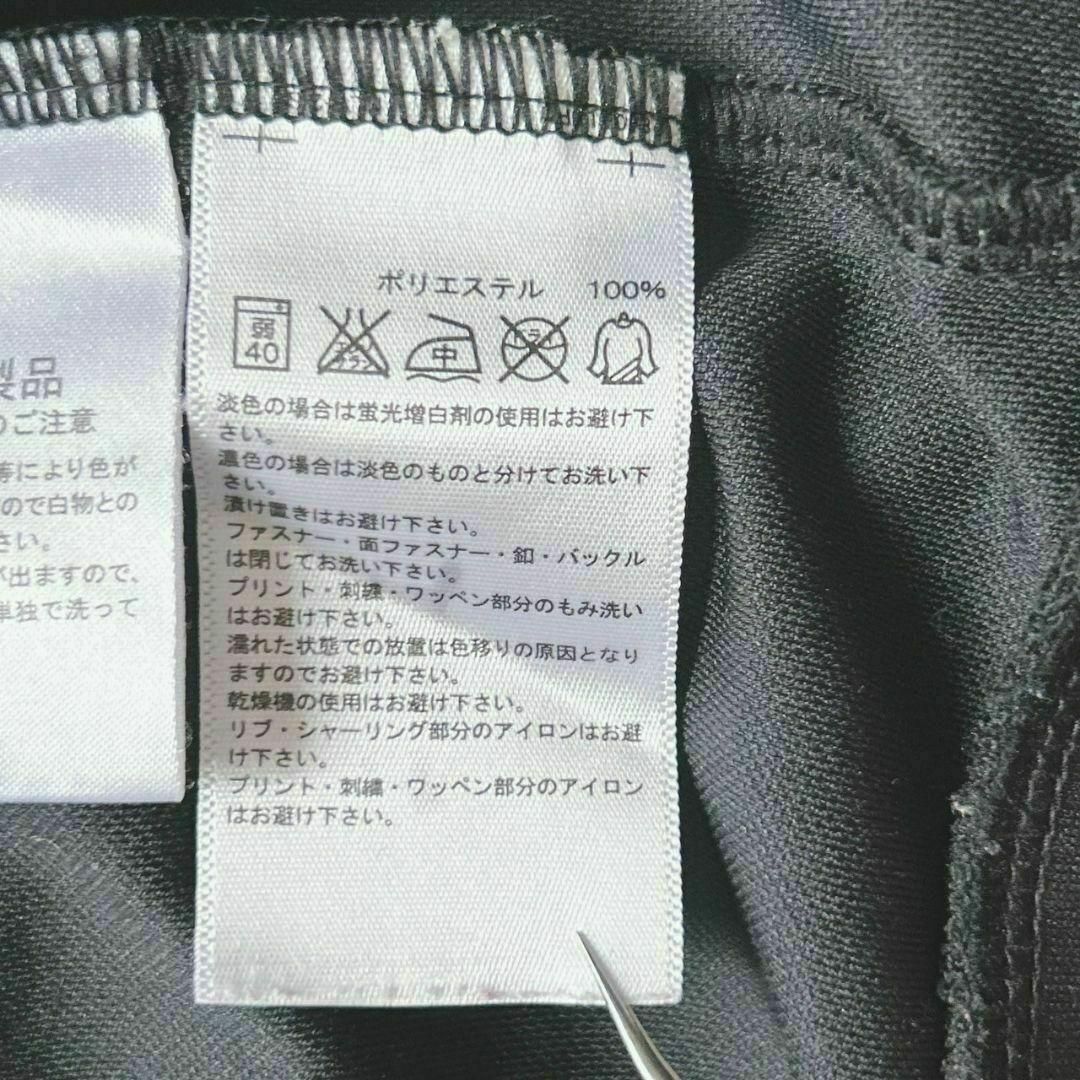 製品
のご注意
等により色が
ので白物との
さい。
が出ますので、
単独で洗って
ポリエステル 100%
弱
40
エンソ
サラシ
中
ドライ
淡色の場合は蛍光増白剤の使用はお避け下
さい。
濃色の場合は淡色のものと分けてお洗い下
さい。
漬け置きはお避け下さい。
ファスナー・面ファスナー・釦・バックル
は閉じてお洗い下さい。
プリント・刺繍・ワッペン部分のもみ洗い
はお避け下さい。
濡れた状態での放置は色移りの原因となり
ますのでお避け下さい。
乾燥機の使用はお避け下さい。
リブ・シャーリング部分のアイロンはお避
け下さい。
プリント・刺繍・ワッペン部分のアイロン
はお避け下さい。